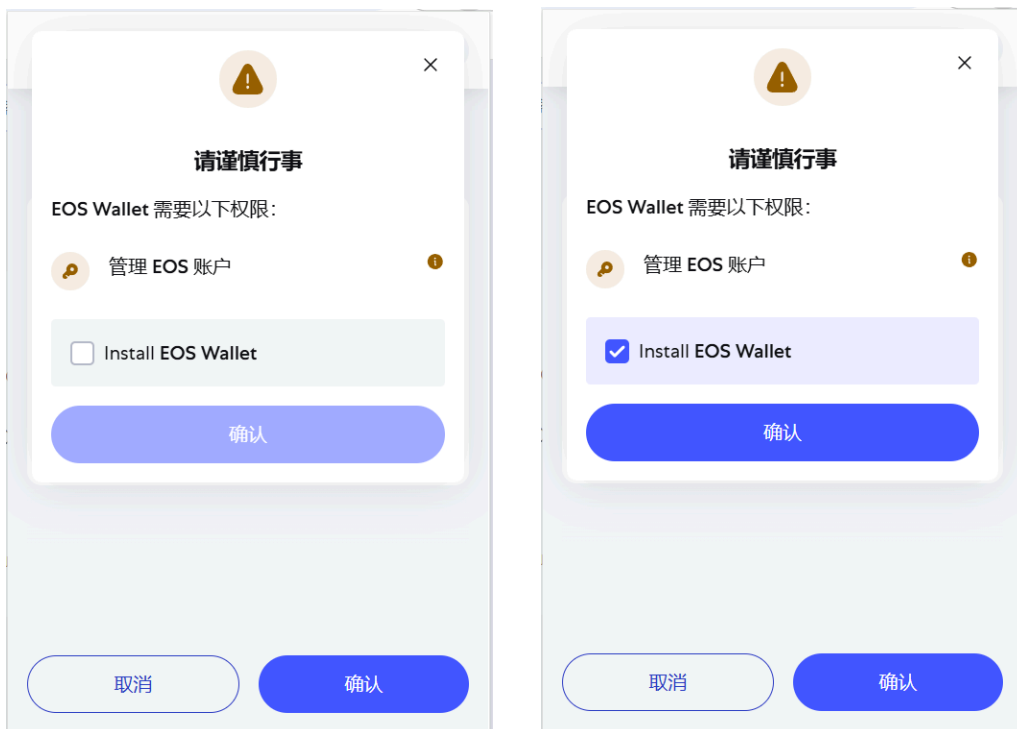 请谨慎行事
EOS Wallet 需要以下权限：
管理 EOS 账户
Install EOS Wallet
确认
取消
确认
请谨慎行事
EOS Wallet 需要以下权限：
管理 EOS 账户
Install EOS Wallet
确认
取消
确认